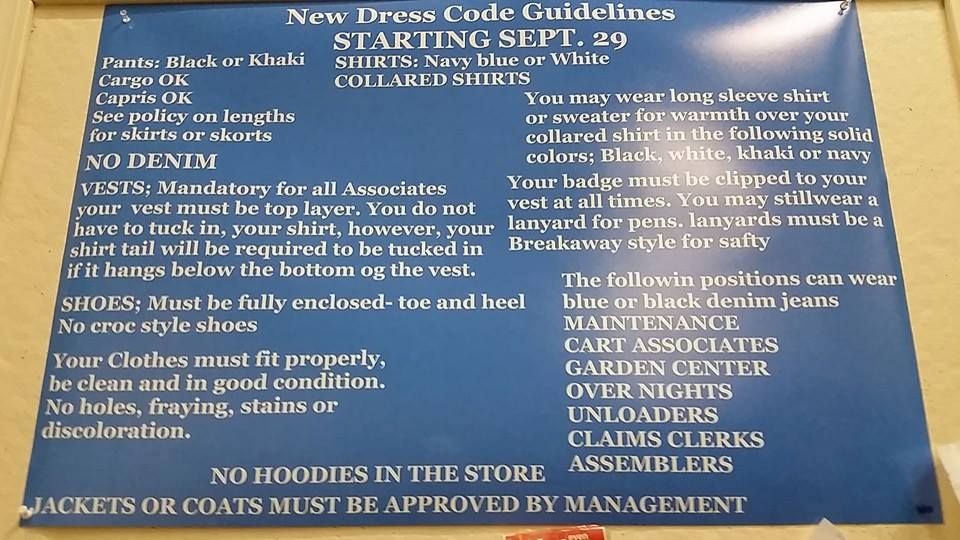 New Dress Code Guidelines
STARTING SEPT. 29
Pants: Black or Khaki
Cargo OK
Capris OK
See policy on lengths
for skirts or skorts
NO DENIM
SHIRTS: Navy blue or White
COLLARED SHIRTS
You may wear long sleeve shirt
or sweater for warmth over your
collared shirt in the following solid
colors; Black, white, khaki or navy
VESTS; Mandatory for all Associates
your vest must be top layer. You do not
have to tuck in, your shirt, however, your
shirt tail will be required to be tucked in
if it hangs below the bottom og the vest.
Your badge must be clipped to your
vest at all times. You may stillwear a
lanyard for pens. lanyards must be a
Breakaway style for safty
SHOES; Must be fully enclosed- toe and heel
No croc style shoes
Your Clothes must fit properly,
be clean and in good condition.
No holes, fraying, stains or
discoloration.
The followin positions can wear
blue or black denim jeans
MAINTENANCE
CART ASSOCIATES
GARDEN CENTER
OVER NIGHTS
UNLOADERS
CLAIMS CLERKS
ASSEMBLERS
NO HOODIES IN THE STORE
JACKETS OR COATS MUST BE APPROVED BY MANAGEMENT